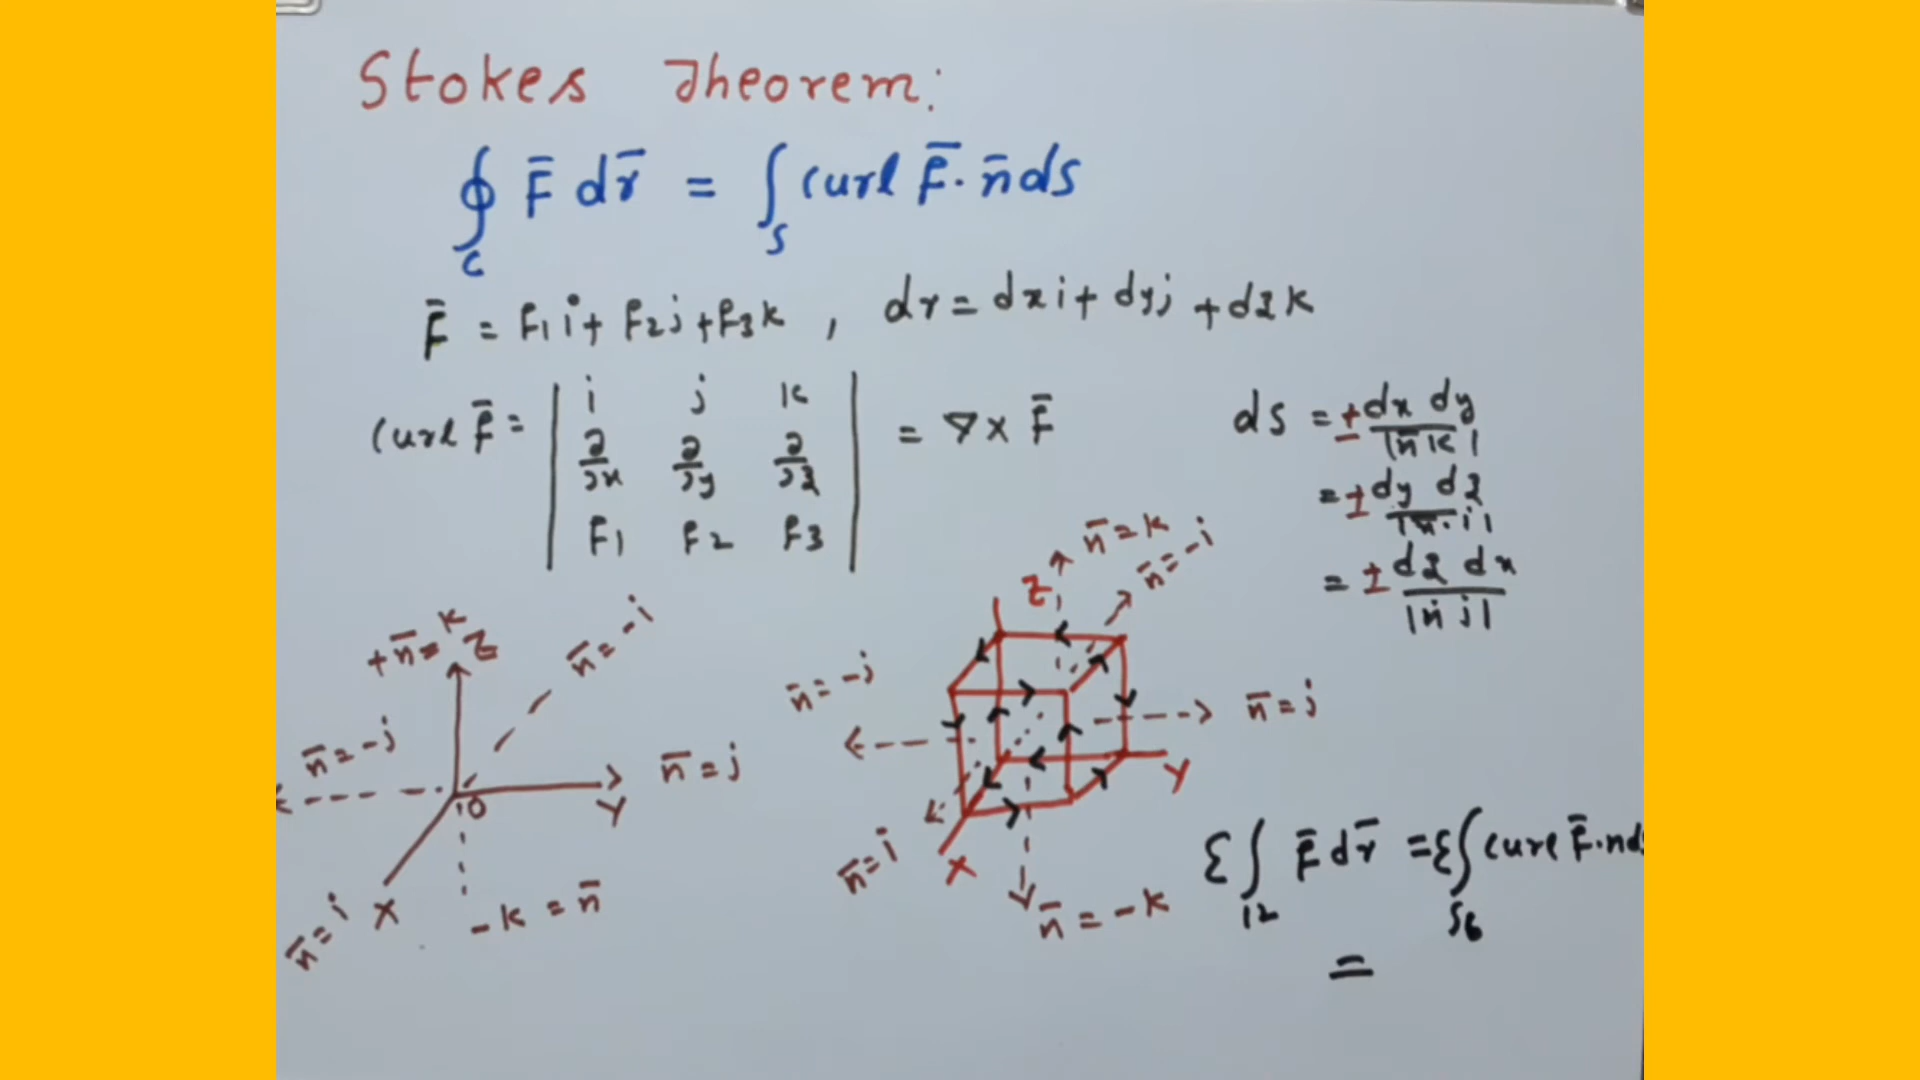 Stokes Theorem:
∮c F̄ dr̄ = ∫s curl F̄. n̄ ds
F̄ = F1 i + F2 j + F3 k , dr = dx i + dy j + dz k
Curl F̄ = | i j k |
| ∂/∂x ∂/∂y ∂/∂z | = ∇ × F̄
| F1 F2 F3 |
ds = ± dx dy / |n̄ k|
= ± dy dz / |n̄ · i|
= ± dz dx / |n̄ j|
+n̄ = k Z
n̄ = -i
n̄ = -j
n̄ = j
Y
O
n̄ = i X
-k = n̄
Z n̄ = k
n̄ = -i
n̄ = -j
n̄ = j
Y
n̄ = i X
n̄ = -k
Σ ∫12 F̄ dr̄ = Σ ∫S6 curl F̄. nds
=